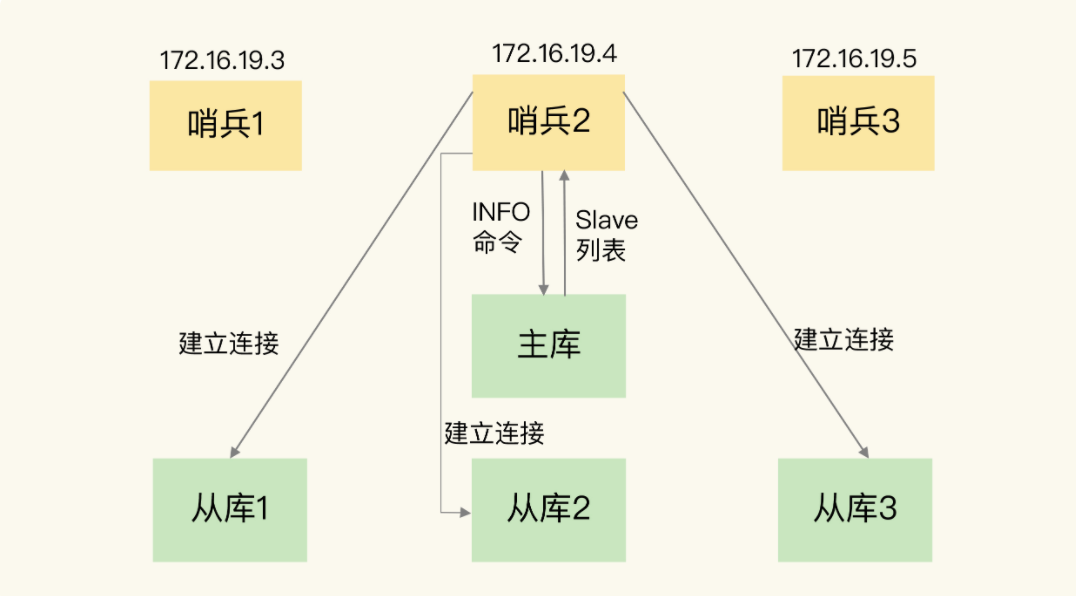 172.16.19.3
172.16.19.4
172.16.19.5
哨兵1
哨兵2
哨兵3
INFO
命令
Slave
列表
主库
建立连接
建立连接
建立连接
从库1
从库2
从库3